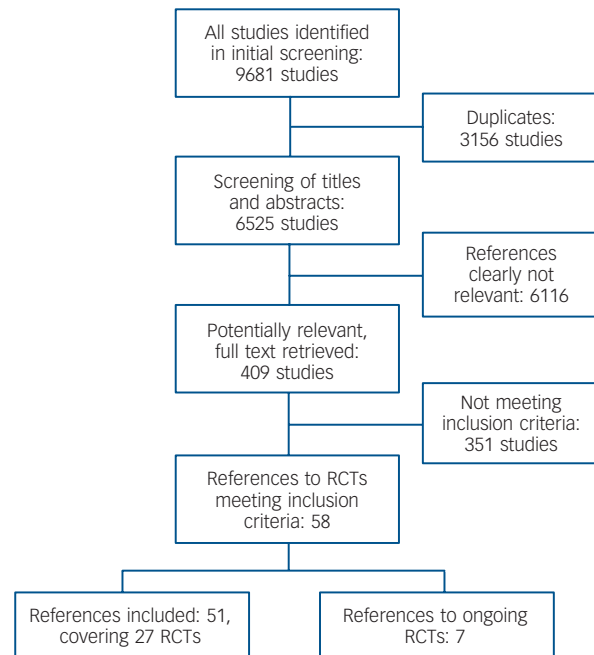 All studies identified
in initial screening:
9681 studies
Duplicates:
3156 studies
Screening of titles
and abstracts:
6525 studies
References
clearly not
relevant: 6116
Potentially relevant,
full text retrieved:
409 studies
Not meeting
inclusion criteria:
351 studies
References to RCTs
meeting inclusion
criteria: 58
References included: 51,
covering 27 RCTs
References to ongoing
RCTs: 7